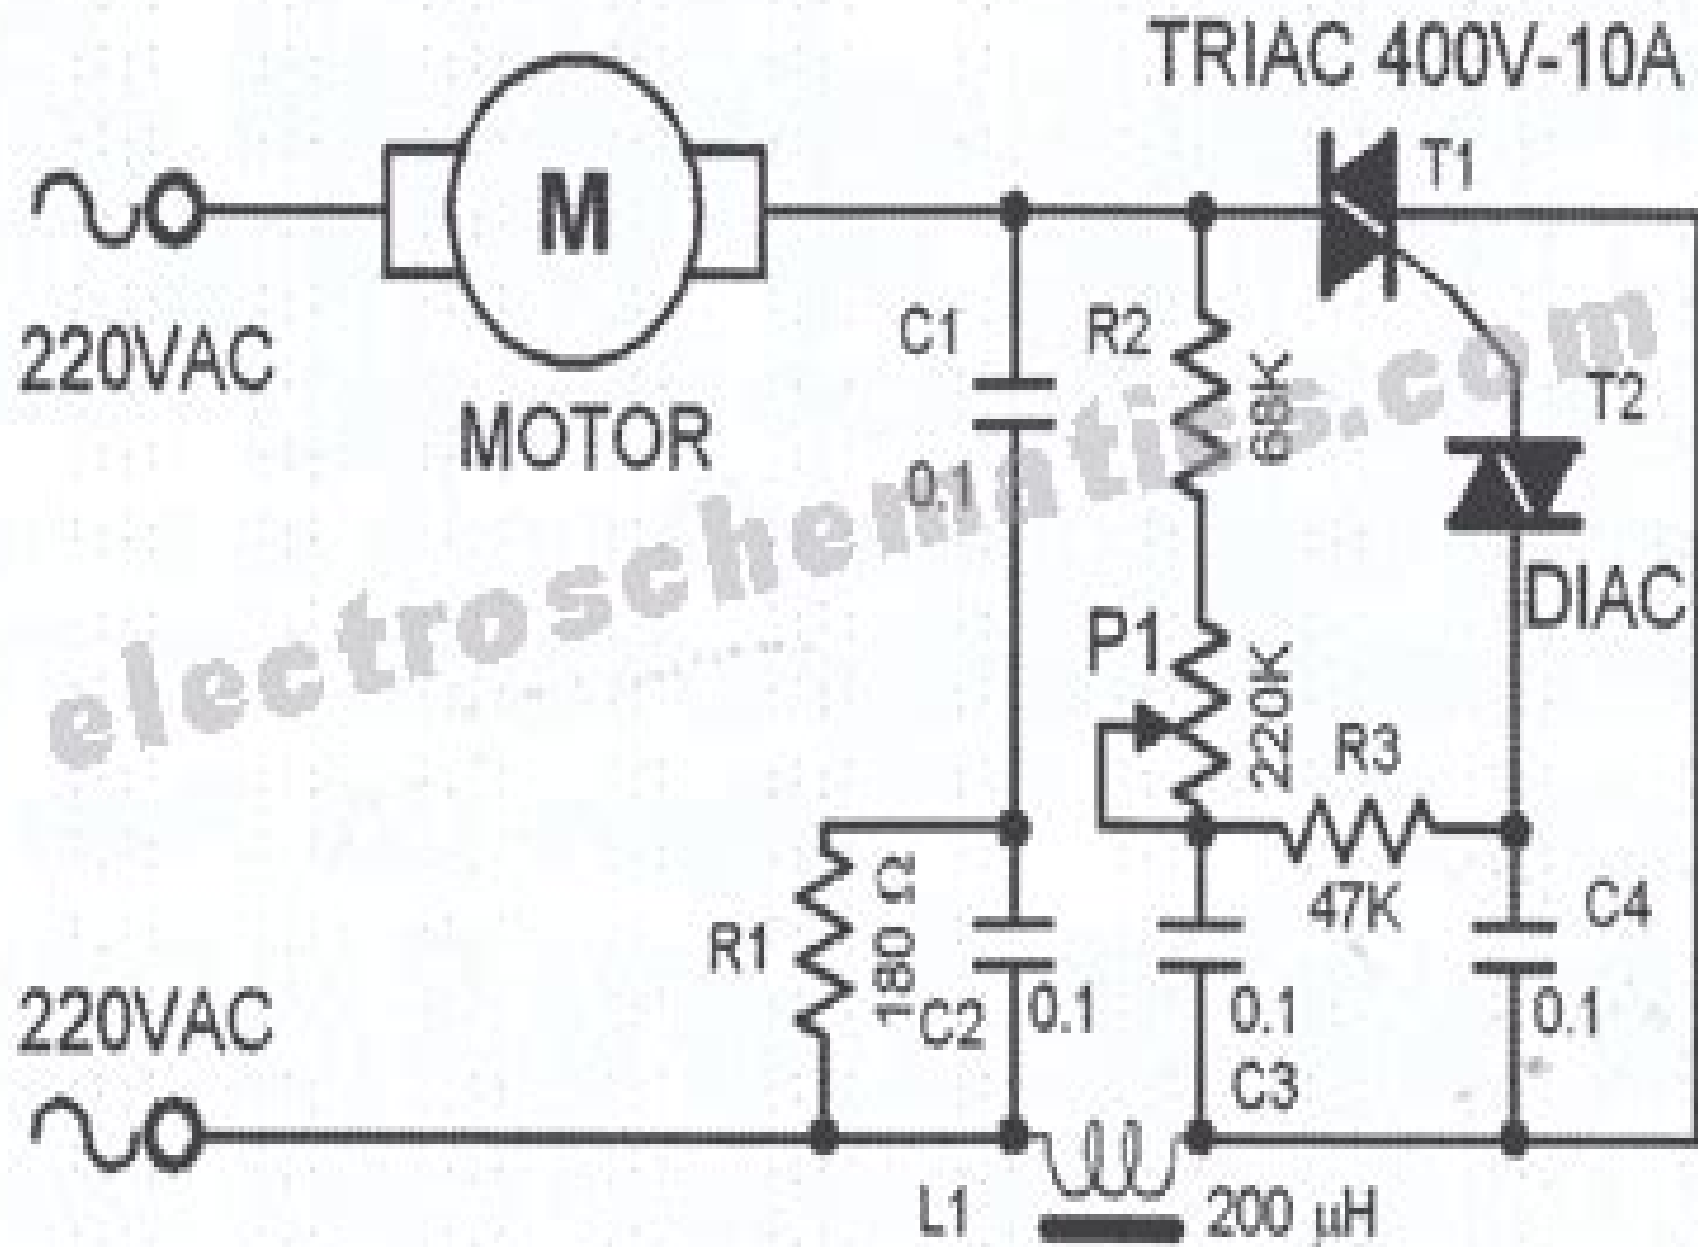 TRIAC 400V-10A
T1
M
220VAC
MOTOR
C1
0.1
R2
68K
T2
DIAC
electroschematics.com
P1
220K
R3
47K
R1
180 Ω
C2
0.1
0.1
C3
C4
0.1
220VAC
L1
200 µH